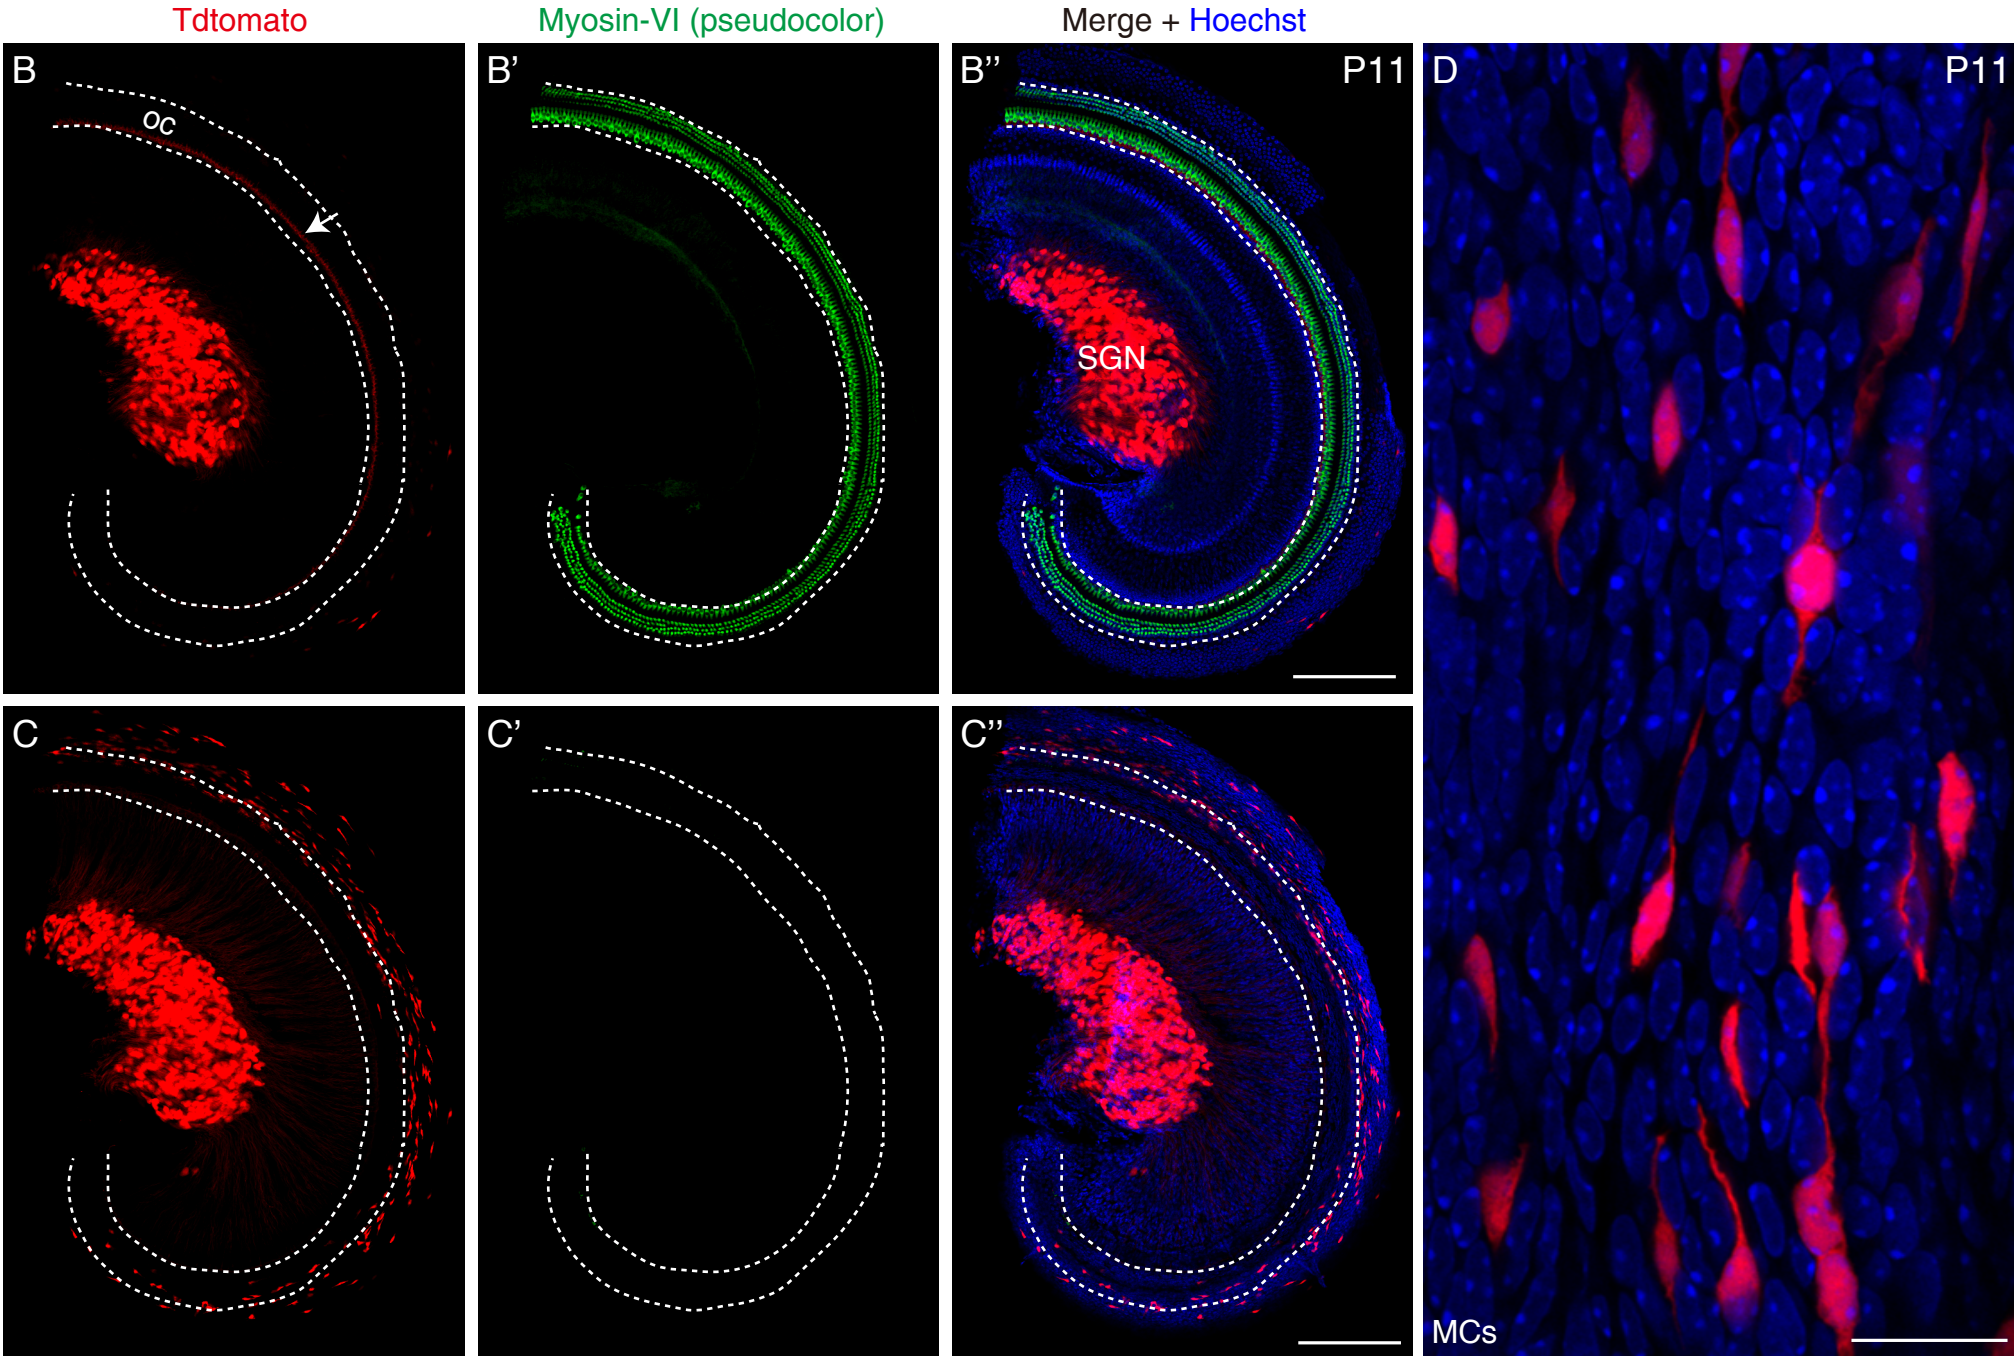 Tdtomato
Myosin-VI (pseudocolor)
Merge + Hoechst
B
OC
B’
B’’
P11
SGN
D
P11
MCs
C
C’
C’’